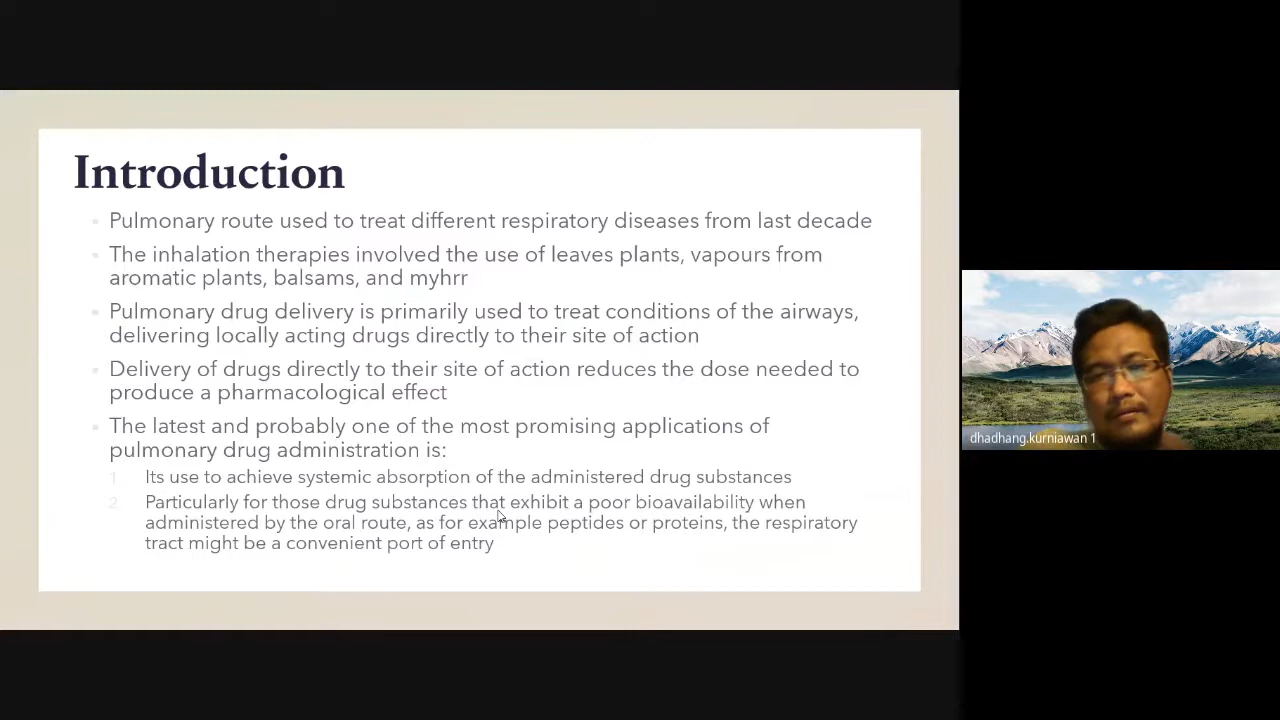 Introduction
Pulmonary route used to treat different respiratory diseases from last decade
The inhalation therapies involved the use of leaves plants, vapours from
aromatic plants, balsams, and myhrr
Pulmonary drug delivery is primarily used to treat conditions of the airways,
delivering locally acting drugs directly to their site of action
Delivery of drugs directly to their site of action reduces the dose needed to
produce a pharmacological effect
The latest and probably one of the most promising applications of
pulmonary drug administration is:
1 Its use to achieve systemic absorption of the administered drug substances
2 Particularly for those drug substances that exhibit a poor bioavailability when
administered by the oral route, as for example peptides or proteins, the respiratory
tract might be a convenient port of entry
dhadhang.kurniawan 1